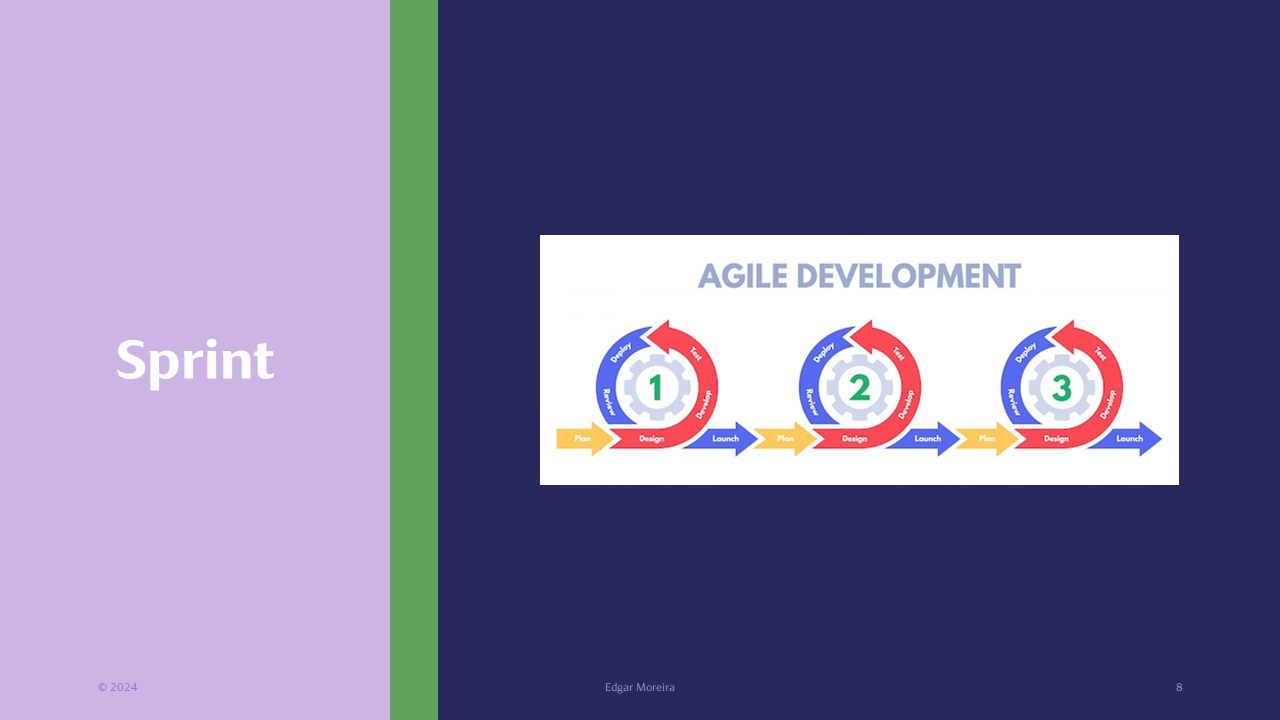 Sprint
AGILE DEVELOPMENT
Deploy
Test
Review
1
Develop
Plan
Design
Launch
Deploy
Test
Review
2
Develop
Plan
Design
Launch
Deploy
Test
Review
3
Develop
Plan
Design
Launch
© 2024
Edgar Moreira
8